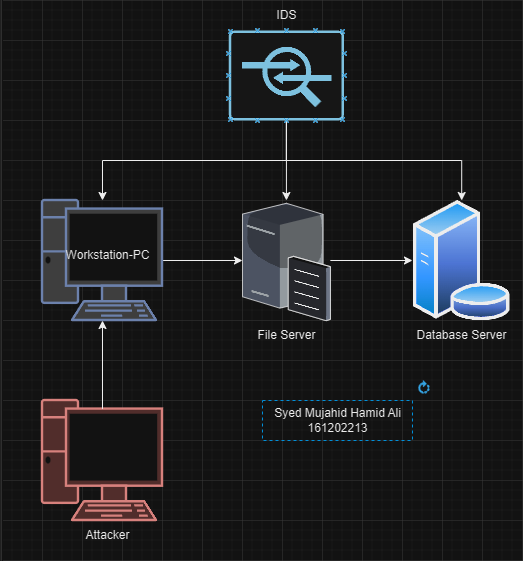 IDS
Workstation-PC
File Server
Database Server
Syed Mujahid Hamid Ali
161202213
Attacker